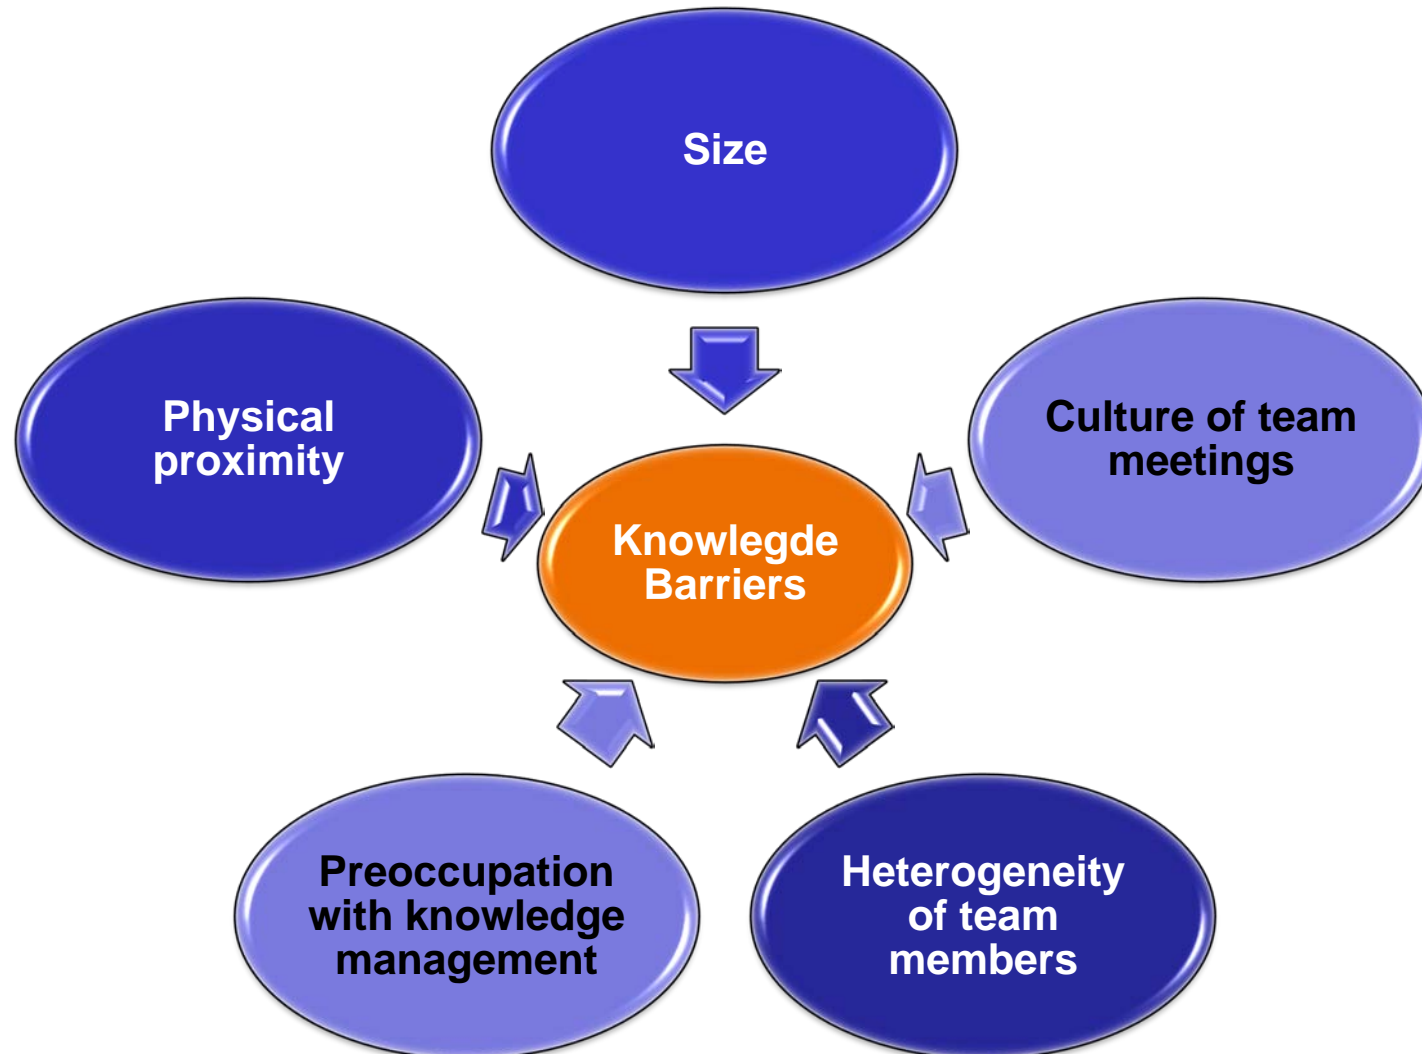 Size
Physical
proximity
Culture of team
meetings
Knowlegde
Barriers
Preoccupation
with knowledge
management
Heterogeneity
of team
members